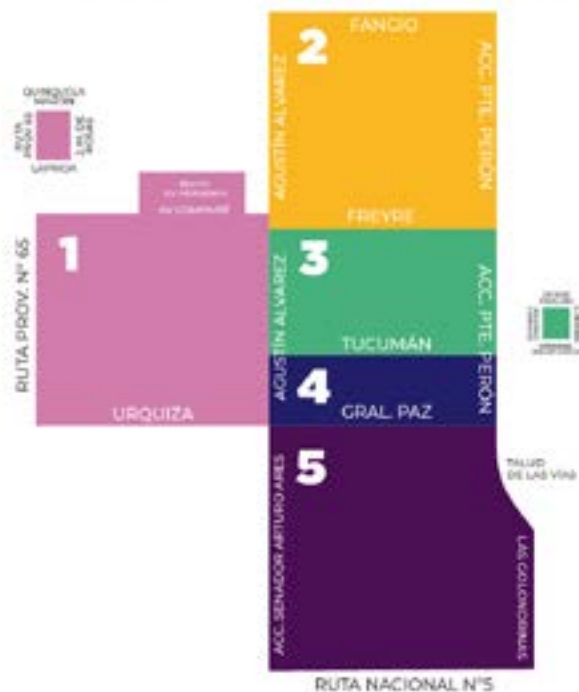 2
FANGIO
AGUSTÍN ALVAREZ
ACC. PTE. PERÓN
FREYRE
1
RUTA PROV. N° 65
URQUIZA
3
AGUSTÍN ALVAREZ
ACC. PTE. PERÓN
TUCUMÁN
4
GRAL. PAZ
5
ACC. SENADOR ARTURO ARES
TALUD
DE LAS VÍAS
LAS GOLONDRINAS
RUTA NACIONAL N°5